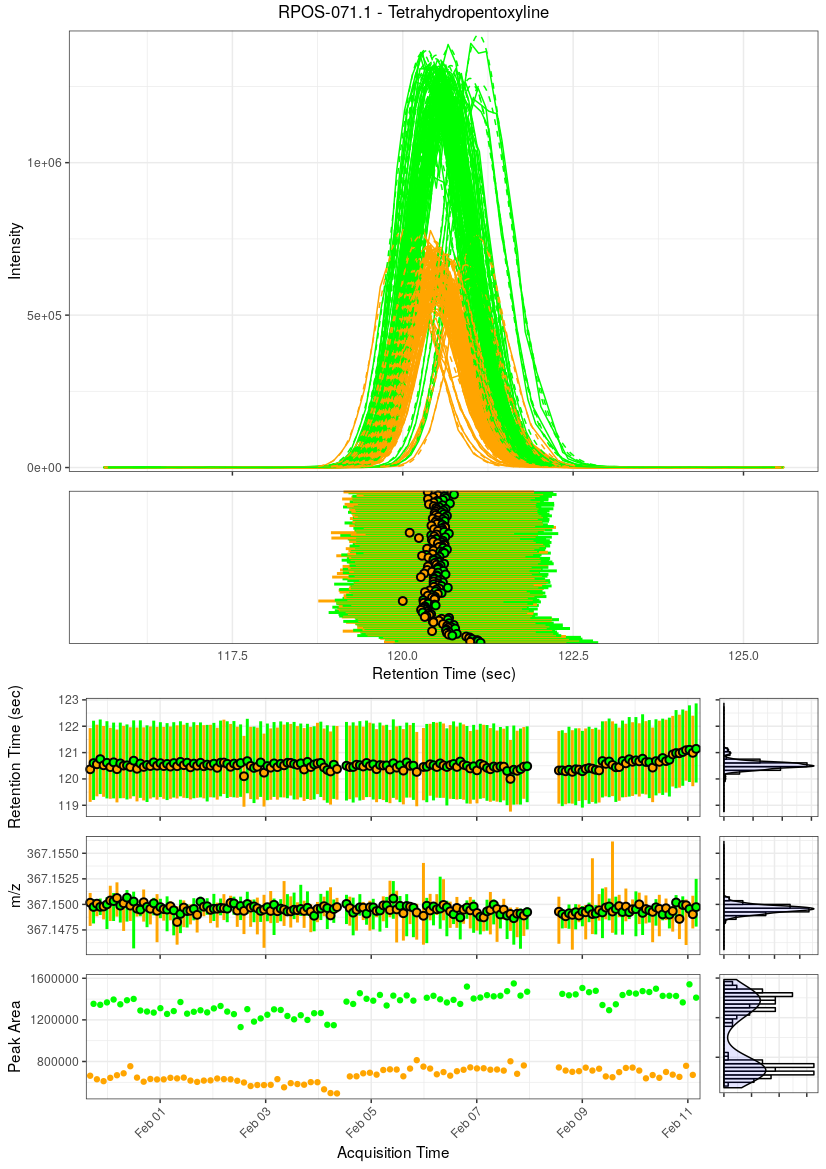 RPOS-071.1 - Tetrahydropentoxyline
1e+06
5e+05
0e+00
Intensity
117.5 120.0 122.5 125.0
Retention Time (sec)
123
122
121
120
119
Retention Time (sec)
367.1550
367.1525
367.1500
367.1475
m/z
1600000
1200000
800000
Peak Area
Feb 01 Feb 03 Feb 05 Feb 07 Feb 09 Feb 11
Acquisition Time